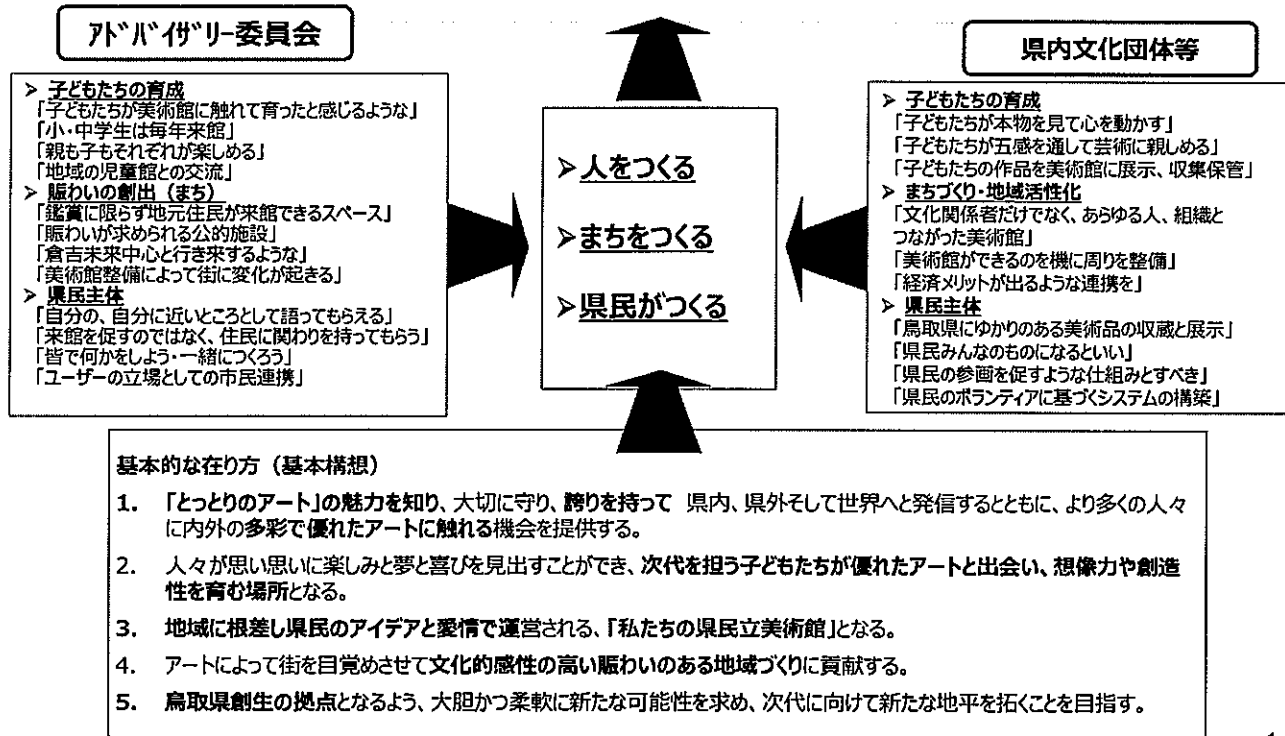 ｱﾄﾞﾊﾞｲｻﾞﾘｰ委員会
➢ 子どもたちの育成
「子どもたちが美術館に触れて育ったと感じるような」
「小・中学生は毎年来館」
「親も子もそれぞれが楽しめる」
「地域の児童館との交流」
➢ 賑わいの創出（まち）
「鑑賞に限らず地元住民が来館できるスペース」
「賑わいが求められる公的施設」
「倉吉未来中心と行き来するような」
「美術館整備によって街に変化が起きる」
➢ 県民主体
「自分の、自分に近いところとして語ってもらえる」
「来館を促すのではなく、住民に関わりを持ってもらう」
「皆で何かをしよう・一緒につくろう」
「ユーザーの立場としての市民連携」
➢人をつくる
➢まちをつくる
➢県民がつくる
県内文化団体等
➢ 子どもたちの育成
「子どもたちが本物を見て心を動かす」
「子どもたちが五感を通して芸術に親しめる」
「子どもたちの作品を美術館に展示、収集保管」
➢ まちづくり・地域活性化
「文化関係者だけでなく、あらゆる人、組織と
つながった美術館」
「美術館ができるのを機に周りを整備」
「経済メリットが出るような連携を」
➢ 県民主体
「鳥取県にゆかりのある美術品の収蔵と展示」
「県民みんなのものになるといい」
「県民の参画を促すような仕組みとすべき」
「県民のボランティアに基づくシステムの構築」
基本的な在り方（基本構想）
1. 「とっとりのアート」の魅力を知り、大切に守り、誇りを持って 県内、県外そして世界へと発信するとともに、より多くの人々
に内外の多彩で優れたアートに触れる機会を提供する。
2. 人々が思い思いに楽しみと夢と喜びを見出すことができ、次代を担う子どもたちが優れたアートと出会い、想像力や創造
性を育む場所となる。
3. 地域に根差し県民のアイデアと愛情で運営される、「私たちの県民立美術館」となる。
4. アートによって街を目覚めさせて文化的感性の高い賑わいのある地域づくりに貢献する。
5. 鳥取県創生の拠点となるよう、大胆かつ柔軟に新たな可能性を求め、次代に向けて新たな地平を拓くことを目指す。